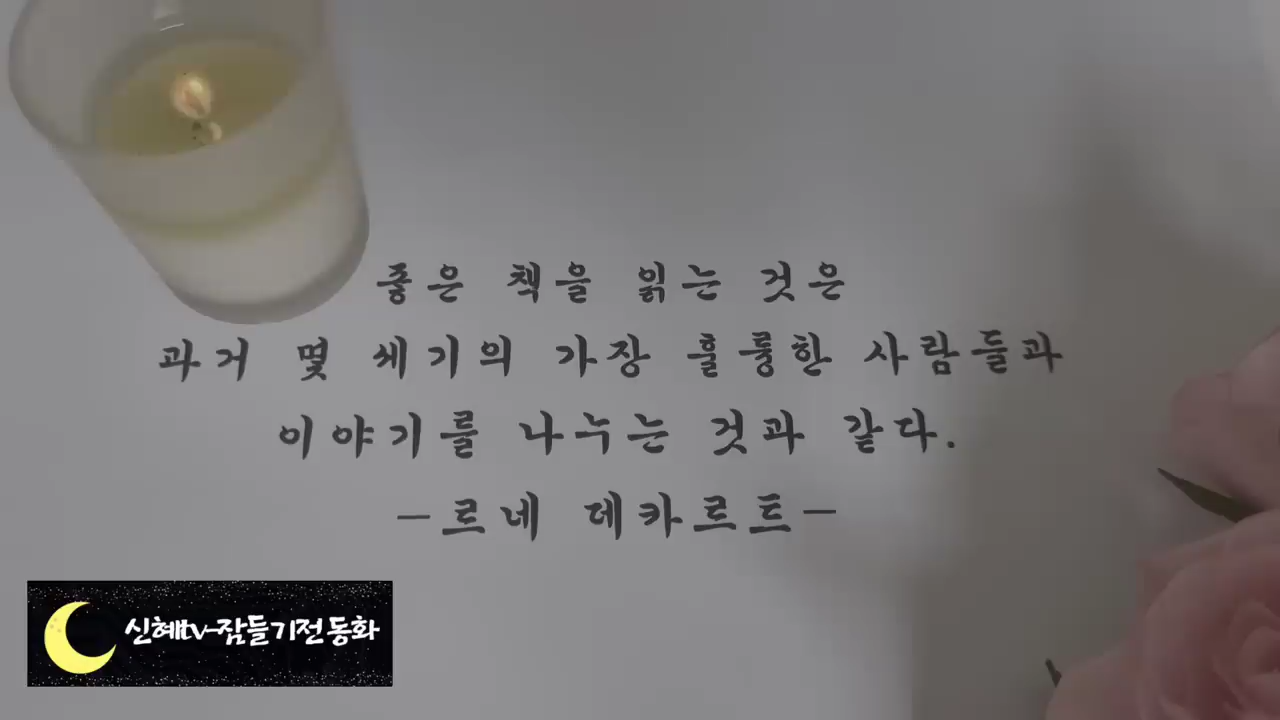 좋은 책을 읽는 것은
과거 몇 세기의 가장 훌륭한 사람들과
이야기를 나누는 것과 같다.
-르네 데카르트-
신혜tv-잠들기전 동화